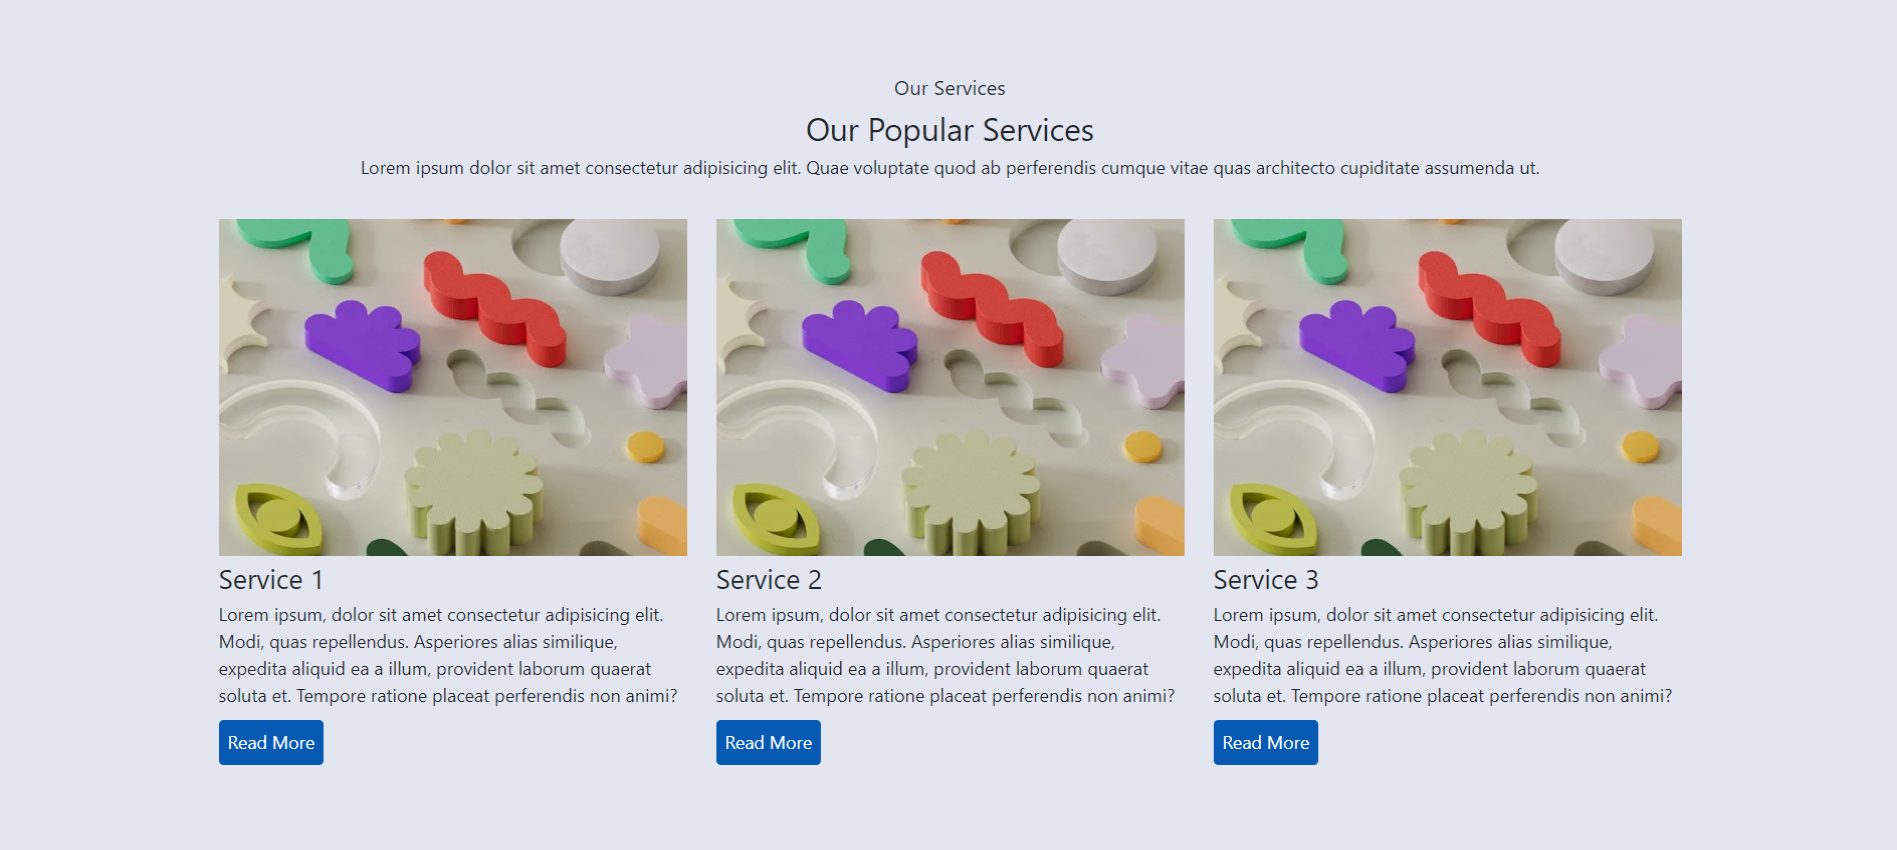 Our Services
Our Popular Services
Lorem ipsum dolor sit amet consectetur adipisicing elit. Quae voluptate quod ab perferendis cumque vitae quas architecto cupiditate assumenda ut.
Service 1
Lorem ipsum, dolor sit amet consectetur adipisicing elit.
Modi, quas repellendus. Asperiores alias similique,
expedita aliquid ea a illum, provident laborum quaerat
soluta et. Tempore ratione placeat perferendis non animi?
Read More
Service 2
Lorem ipsum, dolor sit amet consectetur adipisicing elit.
Modi, quas repellendus. Asperiores alias similique,
expedita aliquid ea a illum, provident laborum quaerat
soluta et. Tempore ratione placeat perferendis non animi?
Read More
Service 3
Lorem ipsum, dolor sit amet consectetur adipisicing elit.
Modi, quas repellendus. Asperiores alias similique,
expedita aliquid ea a illum, provident laborum quaerat
soluta et. Tempore ratione placeat perferendis non animi?
Read More